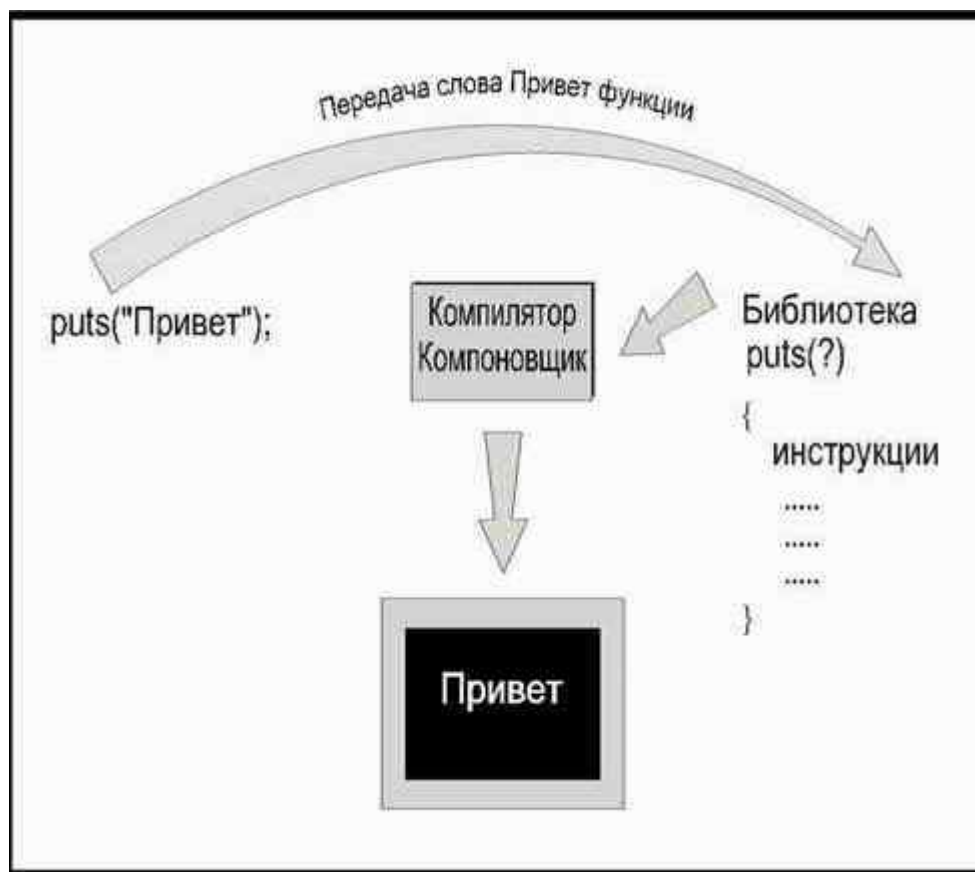 Передача слова Привет функции
puts("Привет");
Компилятор
Компоновщик
Библиотека
puts(?)
{
инструкции
.....
.....
.....
}
Привет